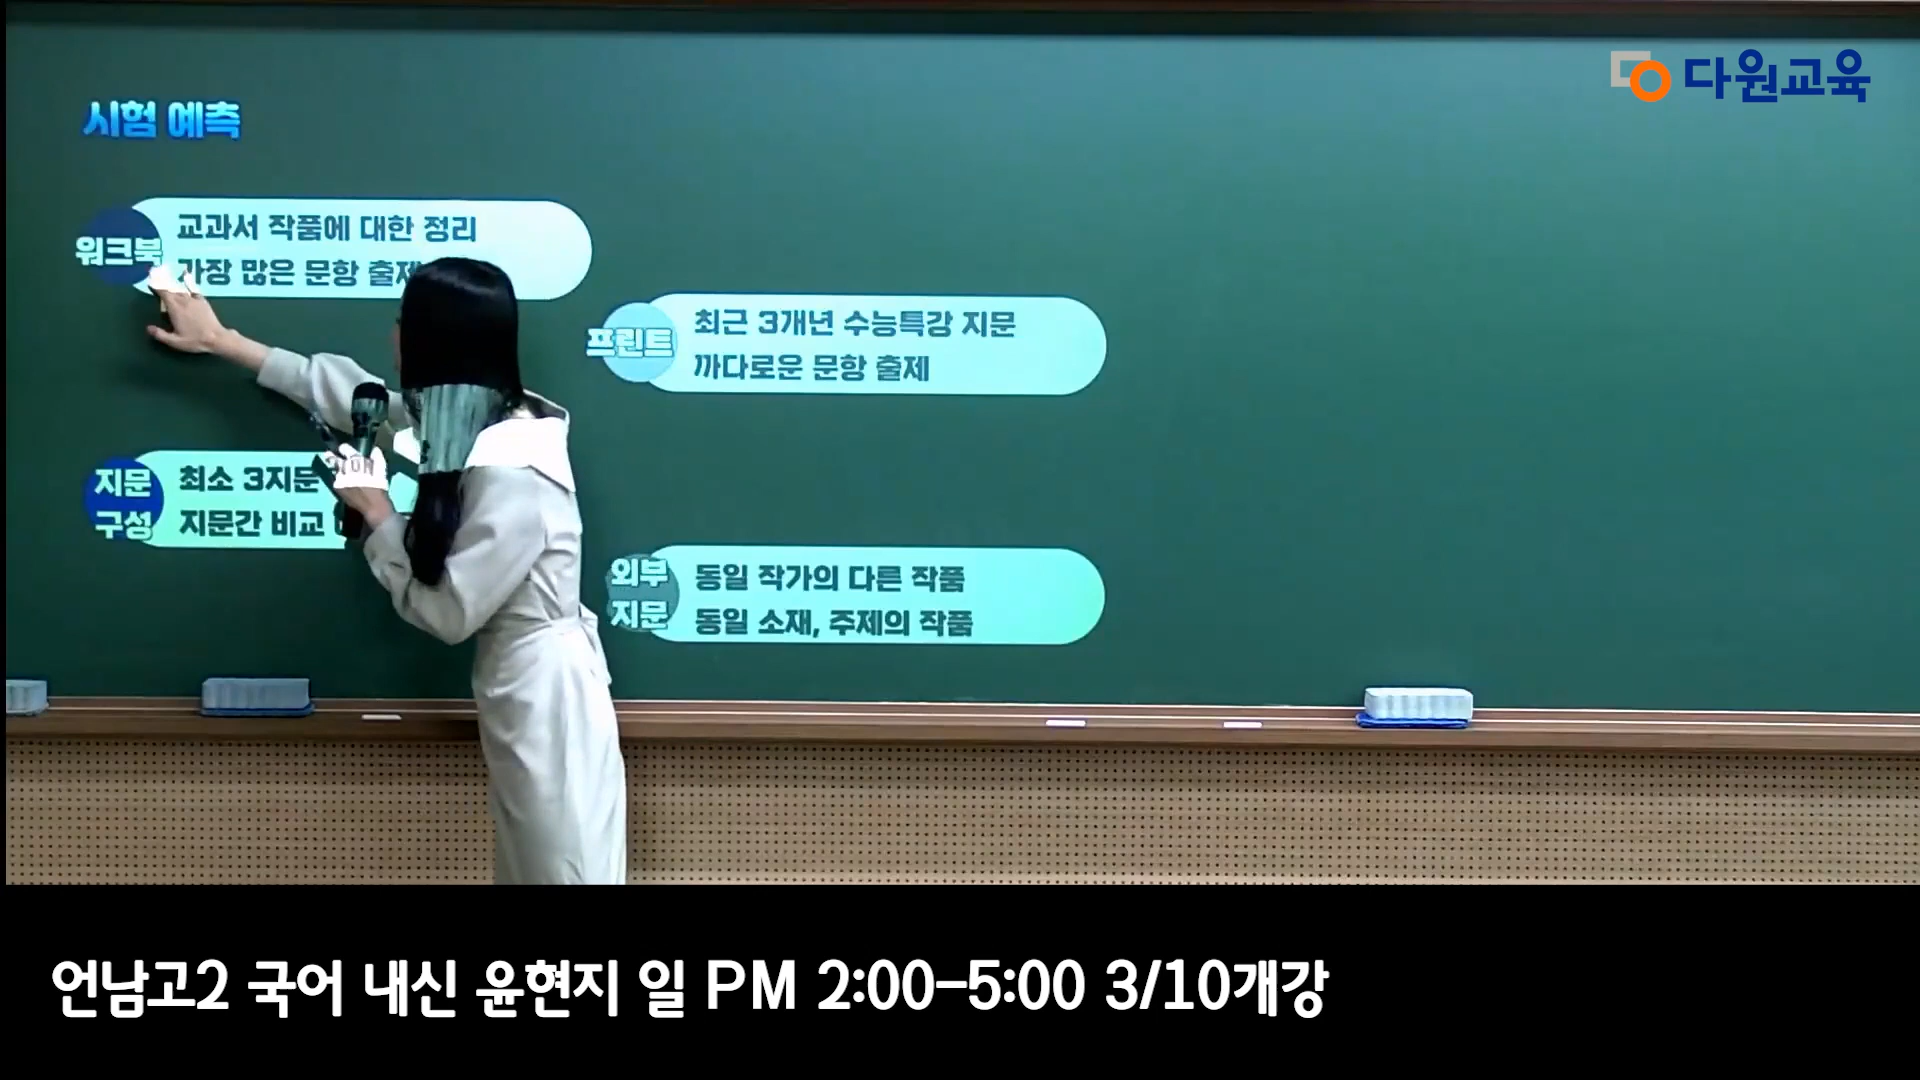 다원교육
시험 예측
워크북
교과서 작품에 대한 정리
가장 많은 문항 출제
프린트
최근 3개년 수능특강 지문
까다로운 문항 출제
지문
구성
최소 3지문
지문간 비교
외부
지문
동일 작가의 다른 작품
동일 소재, 주제의 작품
언남고2 국어 내신 윤현지 일 PM 2:00-5:00 3/10개강